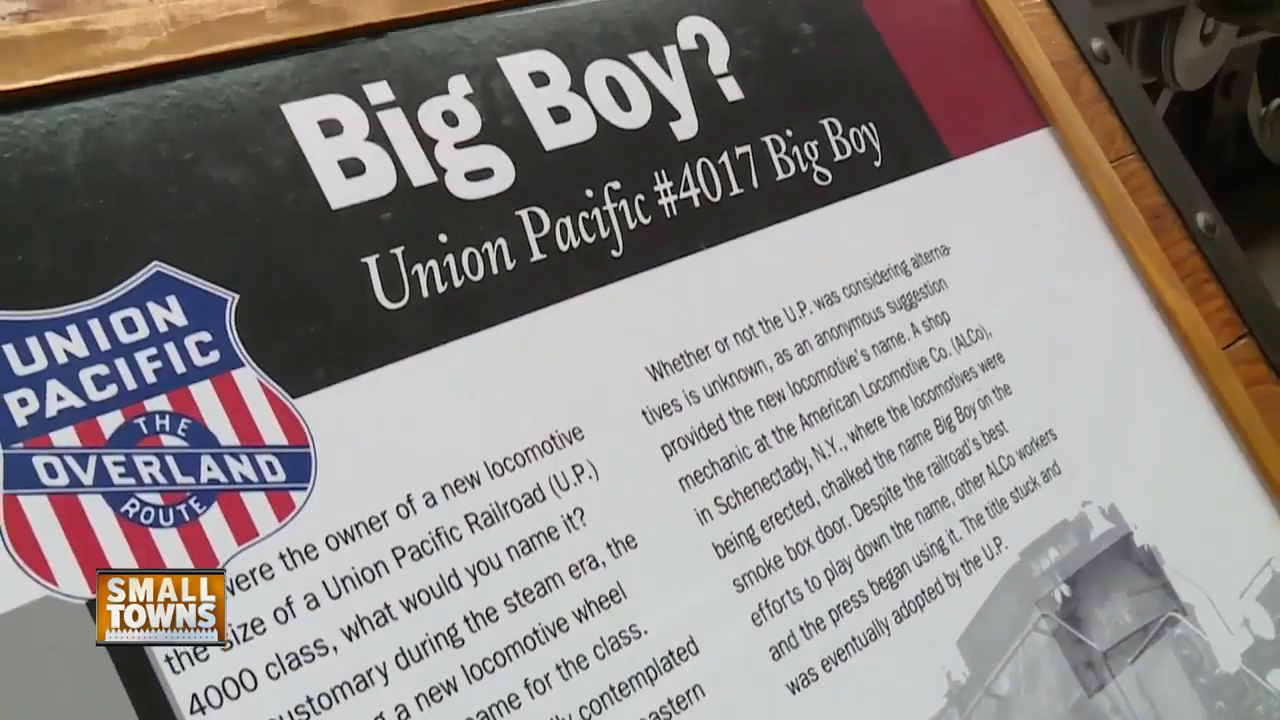 Big Boy?
Union Pacific #4017 Big Boy
UNION
PACIFIC
THE
OVERLAND
ROUTE
were the owner of a new locomotive
the size of a Union Pacific Railroad (U.P.)
4000 class, what would you name it?
during the steam era, the
a new locomotive wheel
for the class.
contemplated
Whether or not the U.P. was considering alterna-
tives is unknown, as an anonymous suggestion
provided the new locomotive's name. A shop
mechanic at the American Locomotive Co. (ALCo),
in Schenectady, N.Y., where the locomotives were
being erected, chalked the name Big Boy on the
smoke box door. Despite the railroad's best
efforts to play down the name, other ALCo workers
and the press began using it. The title stuck and
was eventually adopted by the U.P.
SMALL
TOWNS